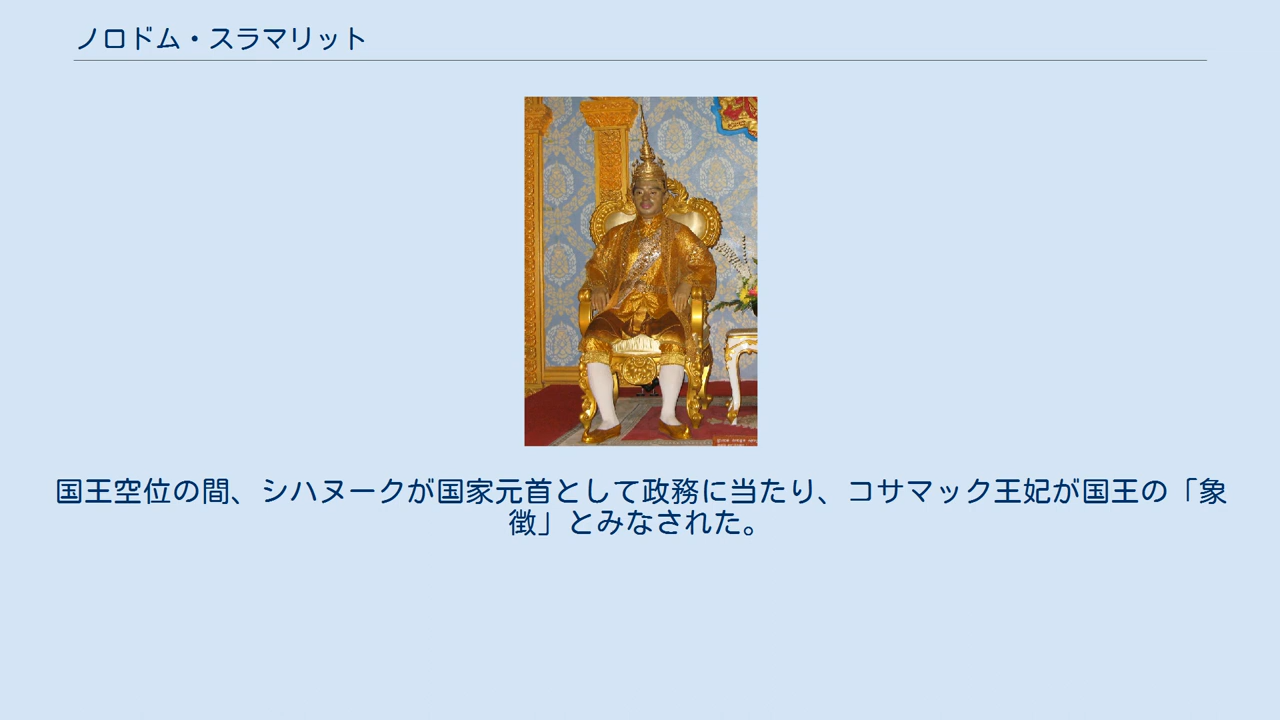 ノロドム・スラマリット
国王空位の間、シハヌークが国家元首として政務に当たり、コサマック王妃が国王の「象
徴」とみなされた。